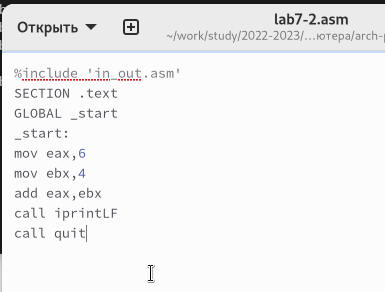 Открыть
lab7-2.asm
~/work/study/2022-2023/…ютера/arch-
%include 'in_out.asm'
SECTION .text
GLOBAL _start
_start:
mov eax,6
mov ebx,4
add eax,ebx
call iprintLF
call quit